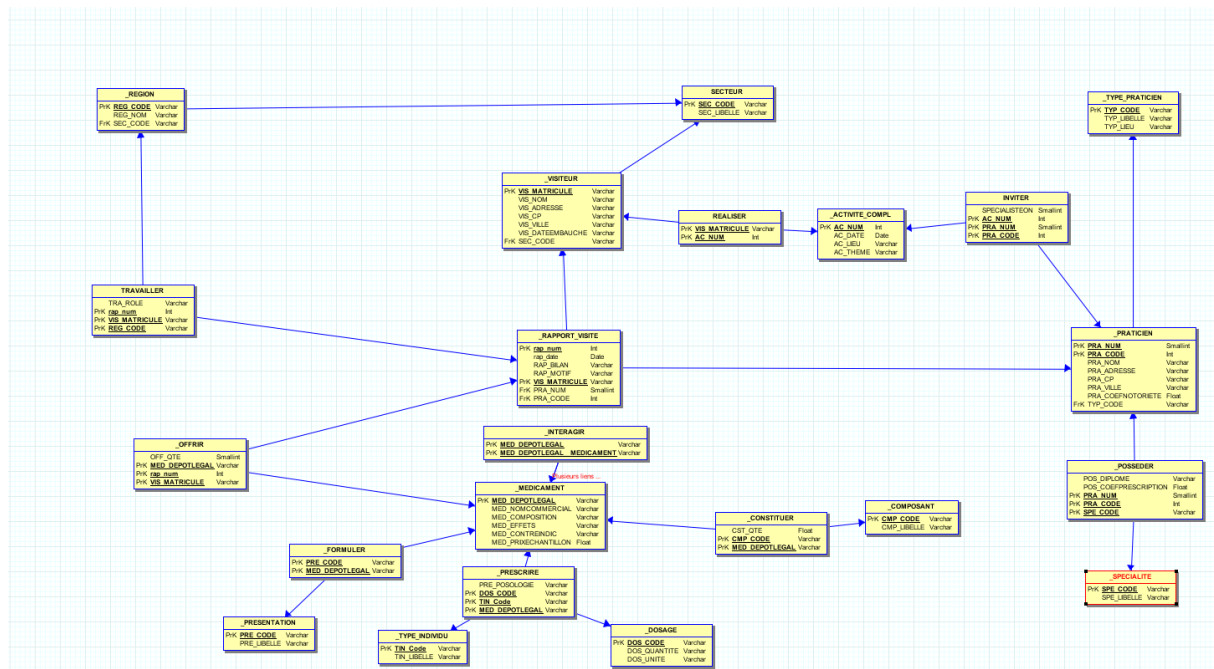 _REGION
PrK REG_CODE Varchar
REG_NOM Varchar
FrK SEC_CODE Varchar
SECTEUR
PrK SEC_CODE Varchar
SEC_LIBELLE Varchar
_TYPE_PRATICIEN
PrK TYP_CODE Varchar
TYP_LIBELLE Varchar
TYP_LIEU Varchar
_VISITEUR
PrK VIS_MATRICULE Varchar
VIS_NOM Varchar
VIS_ADRESSE Varchar
VIS_CP Varchar
VIS_VILLE Varchar
VIS_DATEEMBAUCHE Varchar
FrK SEC_CODE Varchar
REALISER
PrK VIS_MATRICULE Varchar
PrK AC_NUM Int
_ACTIVITE_COMPL
PrK AC_NUM Int
AC_DATE Date
AC_LIEU Varchar
AC_THEME Varchar
INVITER
SPECIALISTEON Smallint
PrK AC_NUM Int
PrK PRA_NUM Smallint
PrK PRA_CODE Int
TRAVAILLER
TRA_ROLE Varchar
PrK rap_num Int
PrK VIS_MATRICULE Varchar
PrK REG_CODE Varchar
_RAPPORT_VISITE
PrK rap_num Int
rap_date Date
RAP_BILAN Varchar
RAP_MOTIF Varchar
PrK VIS_MATRICULE Varchar
FrK PRA_NUM Smallint
FrK PRA_CODE Int
_PRATICIEN
PrK PRA_NUM Smallint
PrK PRA_CODE Int
PRA_NOM Varchar
PRA_ADRESSE Varchar
PRA_CP Varchar
PRA_VILLE Varchar
PRA_COEFNOTORIETE Float
FrK TYP_CODE Varchar
_OFFRIR
OFF_QTE Smallint
PrK MED_DEPOTLEGAL Varchar
PrK rap_num Int
PrK VIS_MATRICULE Varchar
_INTERAGIR
PrK MED_DEPOTLEGAL Varchar
PrK MED_DEPOTLEGAL_MEDICAMENT Varchar
Plusieurs liens ...
_MEDICAMENT
PrK MED_DEPOTLEGAL Varchar
MED_NOMCOMMERCIAL Varchar
MED_COMPOSITION Varchar
MED_EFFETS Varchar
MED_CONTREINDIC Varchar
MED_PRIXECHANTILLON Float
_POSSEDER
POS_DIPLOME Varchar
POS_COEFPRESCRIPTION Float
PrK PRA_NUM Smallint
PrK PRA_CODE Int
PrK SPE_CODE Varchar
_CONSTITUER
CST_QTE Float
PrK CMP_CODE Varchar
PrK MED_DEPOTLEGAL Varchar
_COMPOSANT
PrK CMP_CODE Varchar
CMP_LIBELLE Varchar
_FORMULER
PrK PRE_CODE Varchar
PrK MED_DEPOTLEGAL Varchar
_PRESCRIRE
PRE_POSOLOGIE Varchar
PrK DOS_CODE Varchar
PrK TIN_Code Varchar
PrK MED_DEPOTLEGAL Varchar
_SPECIALITE
PrK SPE_CODE Varchar
SPE_LIBELLE Varchar
_PRESENTATION
PrK PRE_CODE Varchar
PRE_LIBELLE Varchar
_TYPE_INDIVIDU
PrK TIN_Code Varchar
TIN_LIBELLE Varchar
_DOSAGE
PrK DOS_CODE Varchar
DOS_QUANTITE Varchar
DOS_UNITE Varchar